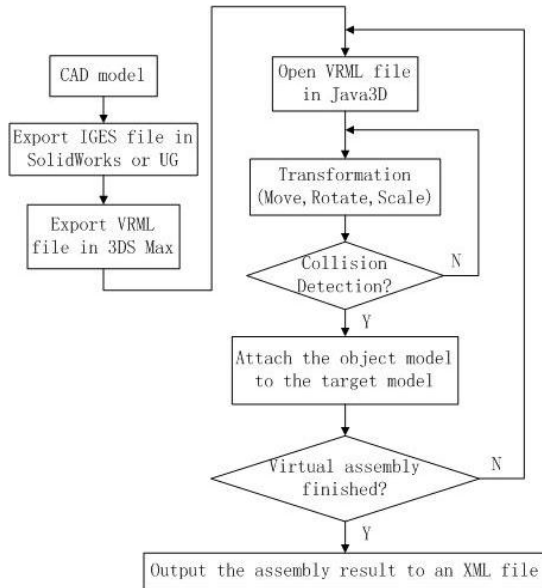 CAD model
Export IGES file in
SolidWorks or UG
Export VRML
file in 3DS Max
Open VRML file
in Java3D
Transformation
(Move,Rotate,Scale)
Collision
Detection?
N
Y
Attach the object model
to the target model
Virtual assembly
finished?
N
Y
Output the assembly result to an XML file